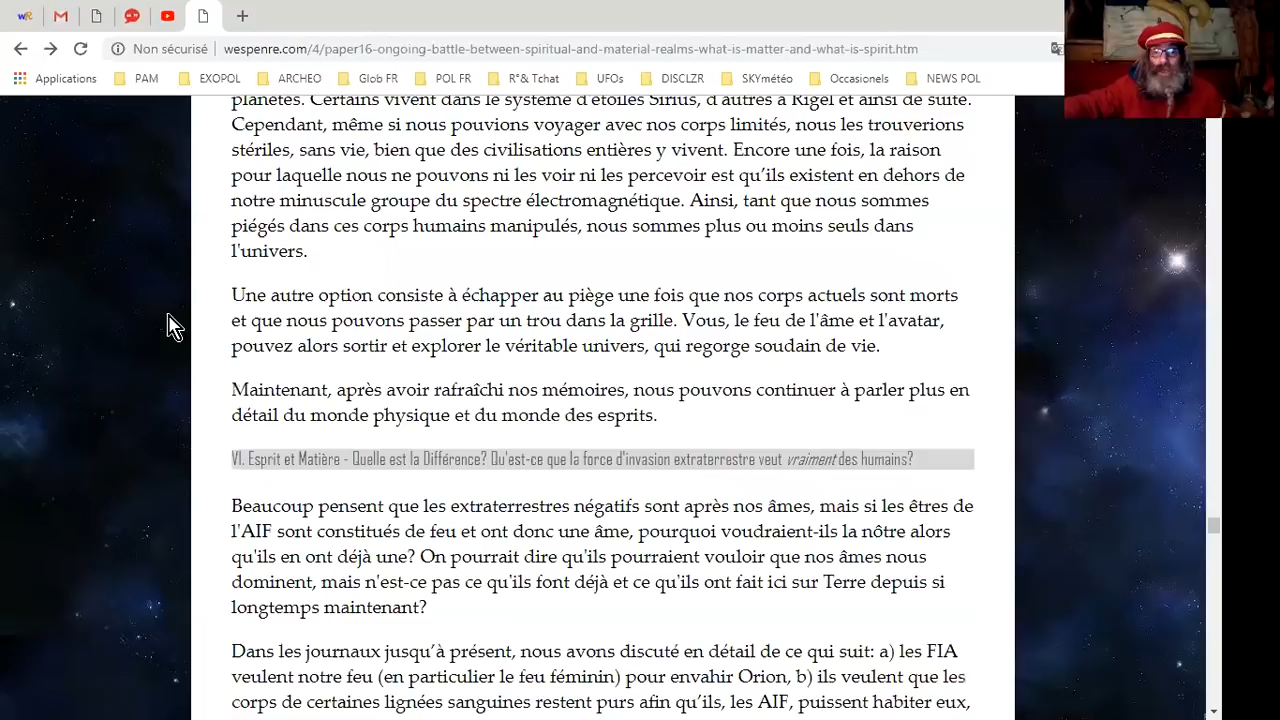 Non sécurisé
wespenre.com/4/paper16-ongoing-battle-between-spiritual-and-material-realms-what-is-matter-and-what-is-spirit.htm
Applications PAM EXOPOL ARCHEO Glob FR POL FR R°& Tchat UFOs DISCLZR SKYmétéo Occasionels NEWS POL
planètes. Certains vivent dans le système d'étoiles Sirius, d'autres à Rigel et ainsi de suite.
Cependant, même si nous pouvions voyager avec nos corps limités, nous les trouverions
stériles, sans vie, bien que des civilisations entières y vivent. Encore une fois, la raison
pour laquelle nous ne pouvons ni les voir ni les percevoir est qu’ils existent en dehors de
notre minuscule groupe du spectre électromagnétique. Ainsi, tant que nous sommes
piégés dans ces corps humains manipulés, nous sommes plus ou moins seuls dans
l'univers.
Une autre option consiste à échapper au piège une fois que nos corps actuels sont morts
et que nous pouvons passer par un trou dans la grille. Vous, le feu de l'âme et l'avatar,
pouvez alors sortir et explorer le véritable univers, qui regorge soudain de vie.
Maintenant, après avoir rafraîchi nos mémoires, nous pouvons continuer à parler plus en
détail du monde physique et du monde des esprits.
VI. Esprit et Matière - Quelle est la Différence? Qu'est-ce que la force d'invasion extraterrestre veut vraiment des humains?
Beaucoup pensent que les extraterrestres négatifs sont après nos âmes, mais si les êtres de
l'AIF sont constitués de feu et ont donc une âme, pourquoi voudraient-ils la nôtre alors
qu'ils en ont déjà une? On pourrait dire qu'ils pourraient vouloir que nos âmes nous
dominent, mais n'est-ce pas ce qu'ils font déjà et ce qu'ils ont fait ici sur Terre depuis si
longtemps maintenant?
Dans les journaux jusqu’à présent, nous avons discuté en détail de ce qui suit: a) les FIA
veulent notre feu (en particulier le feu féminin) pour envahir Orion, b) ils veulent que les
corps de certaines lignées sanguines restent purs afin qu’ils, les AIF, puissent habiter eux,